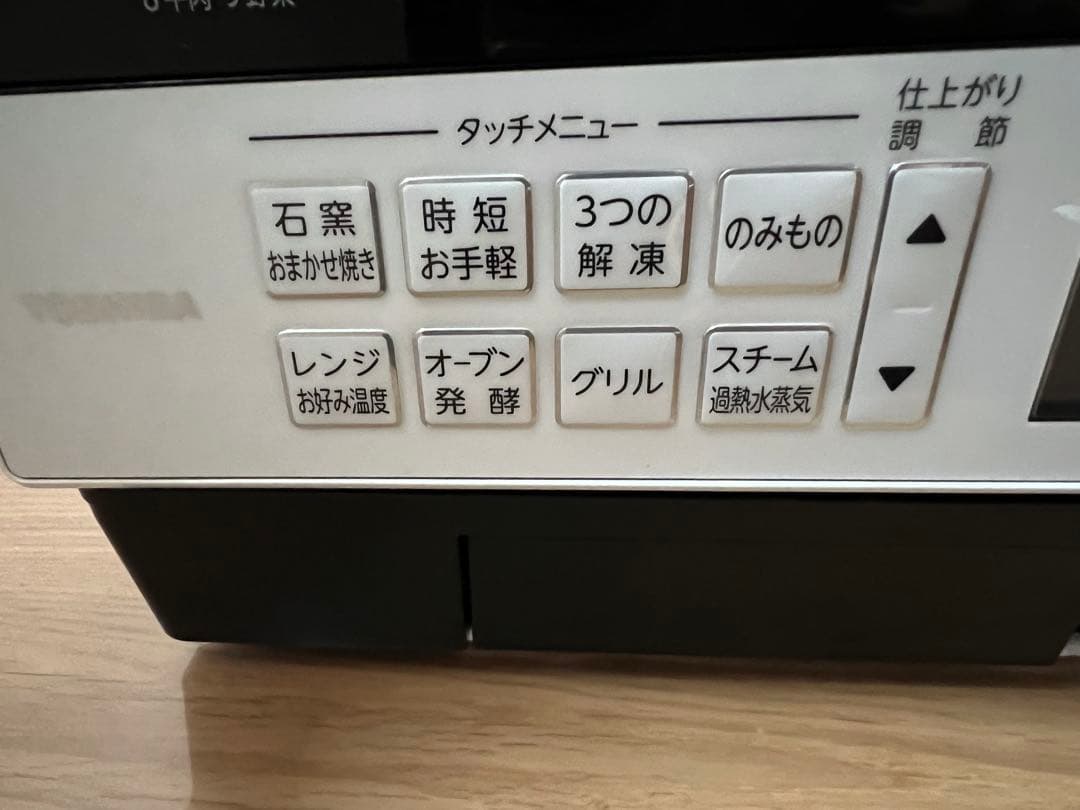 タッチメニュー
仕上がり
調 節
石 窯
おまかせ焼き
時 短
お手軽
3つの
解 凍
のみもの
▲
レンジ
お好み温度
オーブン
発 酵
グリル
スチーム
過熱水蒸気
▼